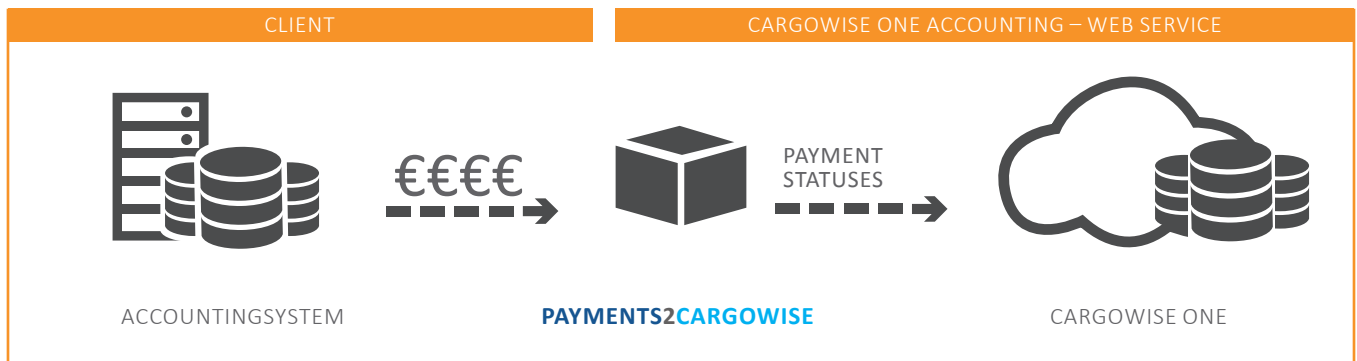 CLIENT
CARGOWISE ONE ACCOUNTING – WEB SERVICE
€€€€
PAYMENT
STATUSES
ACCOUNTINGSYSTEM
PAYMENTS2CARGOWISE
CARGOWISE ONE